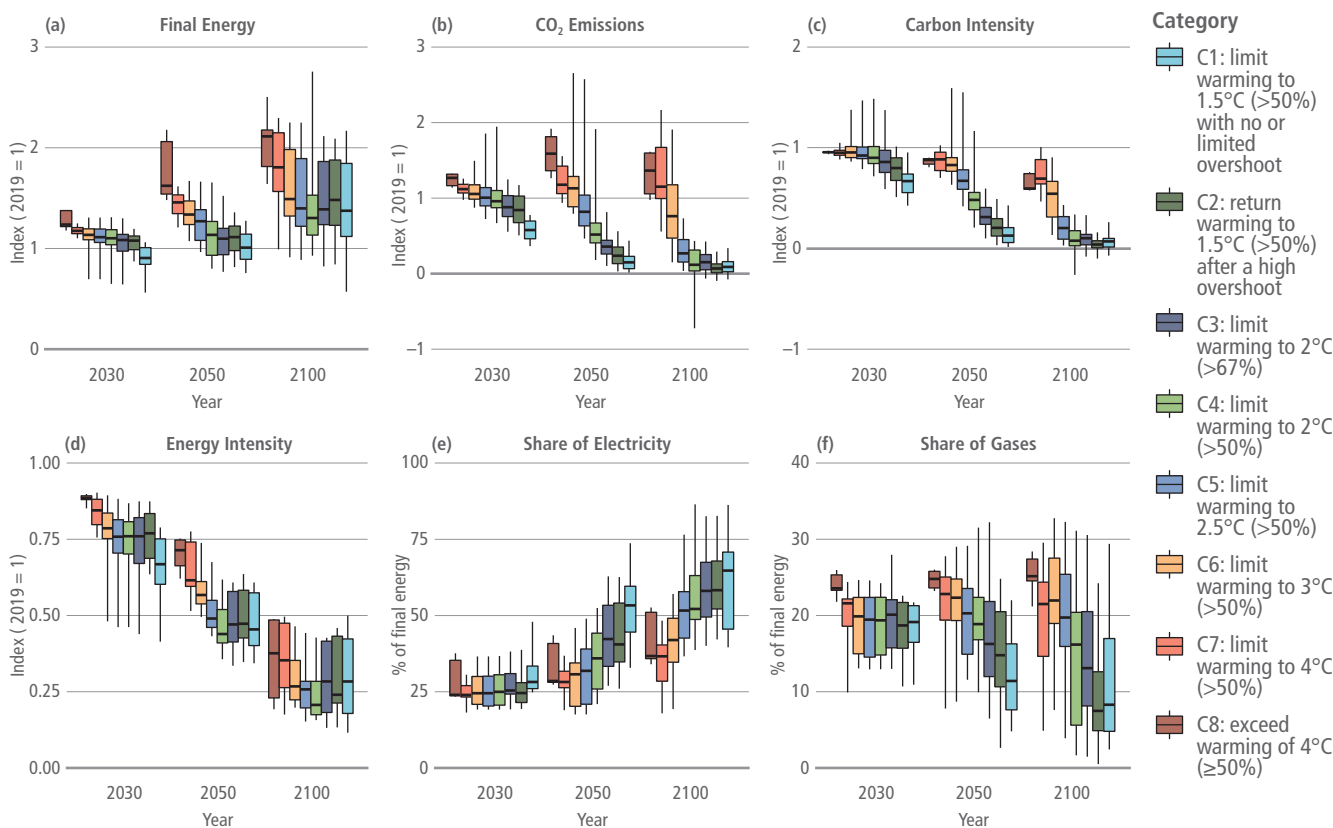 (a) Final Energy
3
2
1
0
Index ( 2019 = 1)
2030 2050 2100
Year
(b) CO₂ Emissions
3
2
1
0
–1
Index ( 2019 = 1)
2030 2050 2100
Year
(c) Carbon Intensity
2
1
0
–1
Index ( 2019 = 1)
2030 2050 2100
Year
(d) Energy Intensity
1.00
0.75
0.50
0.25
0.00
Index ( 2019 = 1)
2030 2050 2100
Year
(e) Share of Electricity
100
75
50
25
0
% of final energy
2030 2050 2100
Year
(f) Share of Gases
40
30
20
10
0
% of final energy
2030 2050 2100
Year
Category
C1: limit
warming to
1.5°C (>50%)
with no or
limited
overshoot
C2: return
warming to
1.5°C (>50%)
after a high
overshoot
C3: limit
warming to 2°C
(>67%)
C4: limit
warming to 2°C
(>50%)
C5: limit
warming to
2.5°C (>50%)
C6: limit
warming to 3°C
(>50%)
C7: limit
warming to 4°C
(>50%)
C8: exceed
warming of 4°C
(≥50%)